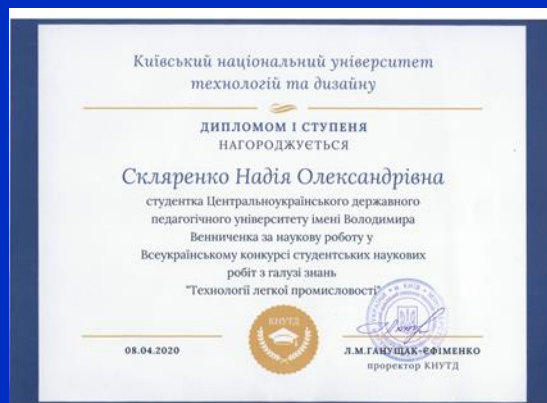 Київський національний університет
технологій та дизайну
ДИПЛОМОМ І СТУПЕНЯ
НАГОРОДЖУЄТЬСЯ
Скляренко Надія Олександрівна
студентка Центральноукраїнського державного
педагогічного університету імені Володимира
Винниченка за наукову роботу у
Всеукраїнському конкурсі студентських наукових
робіт з галузі знань
"Технології легкої промисловості"
КНУТД
08.04.2020
Л.М.ГАНУЩАК-ЄФІМЕНКО
проректор КНУТД